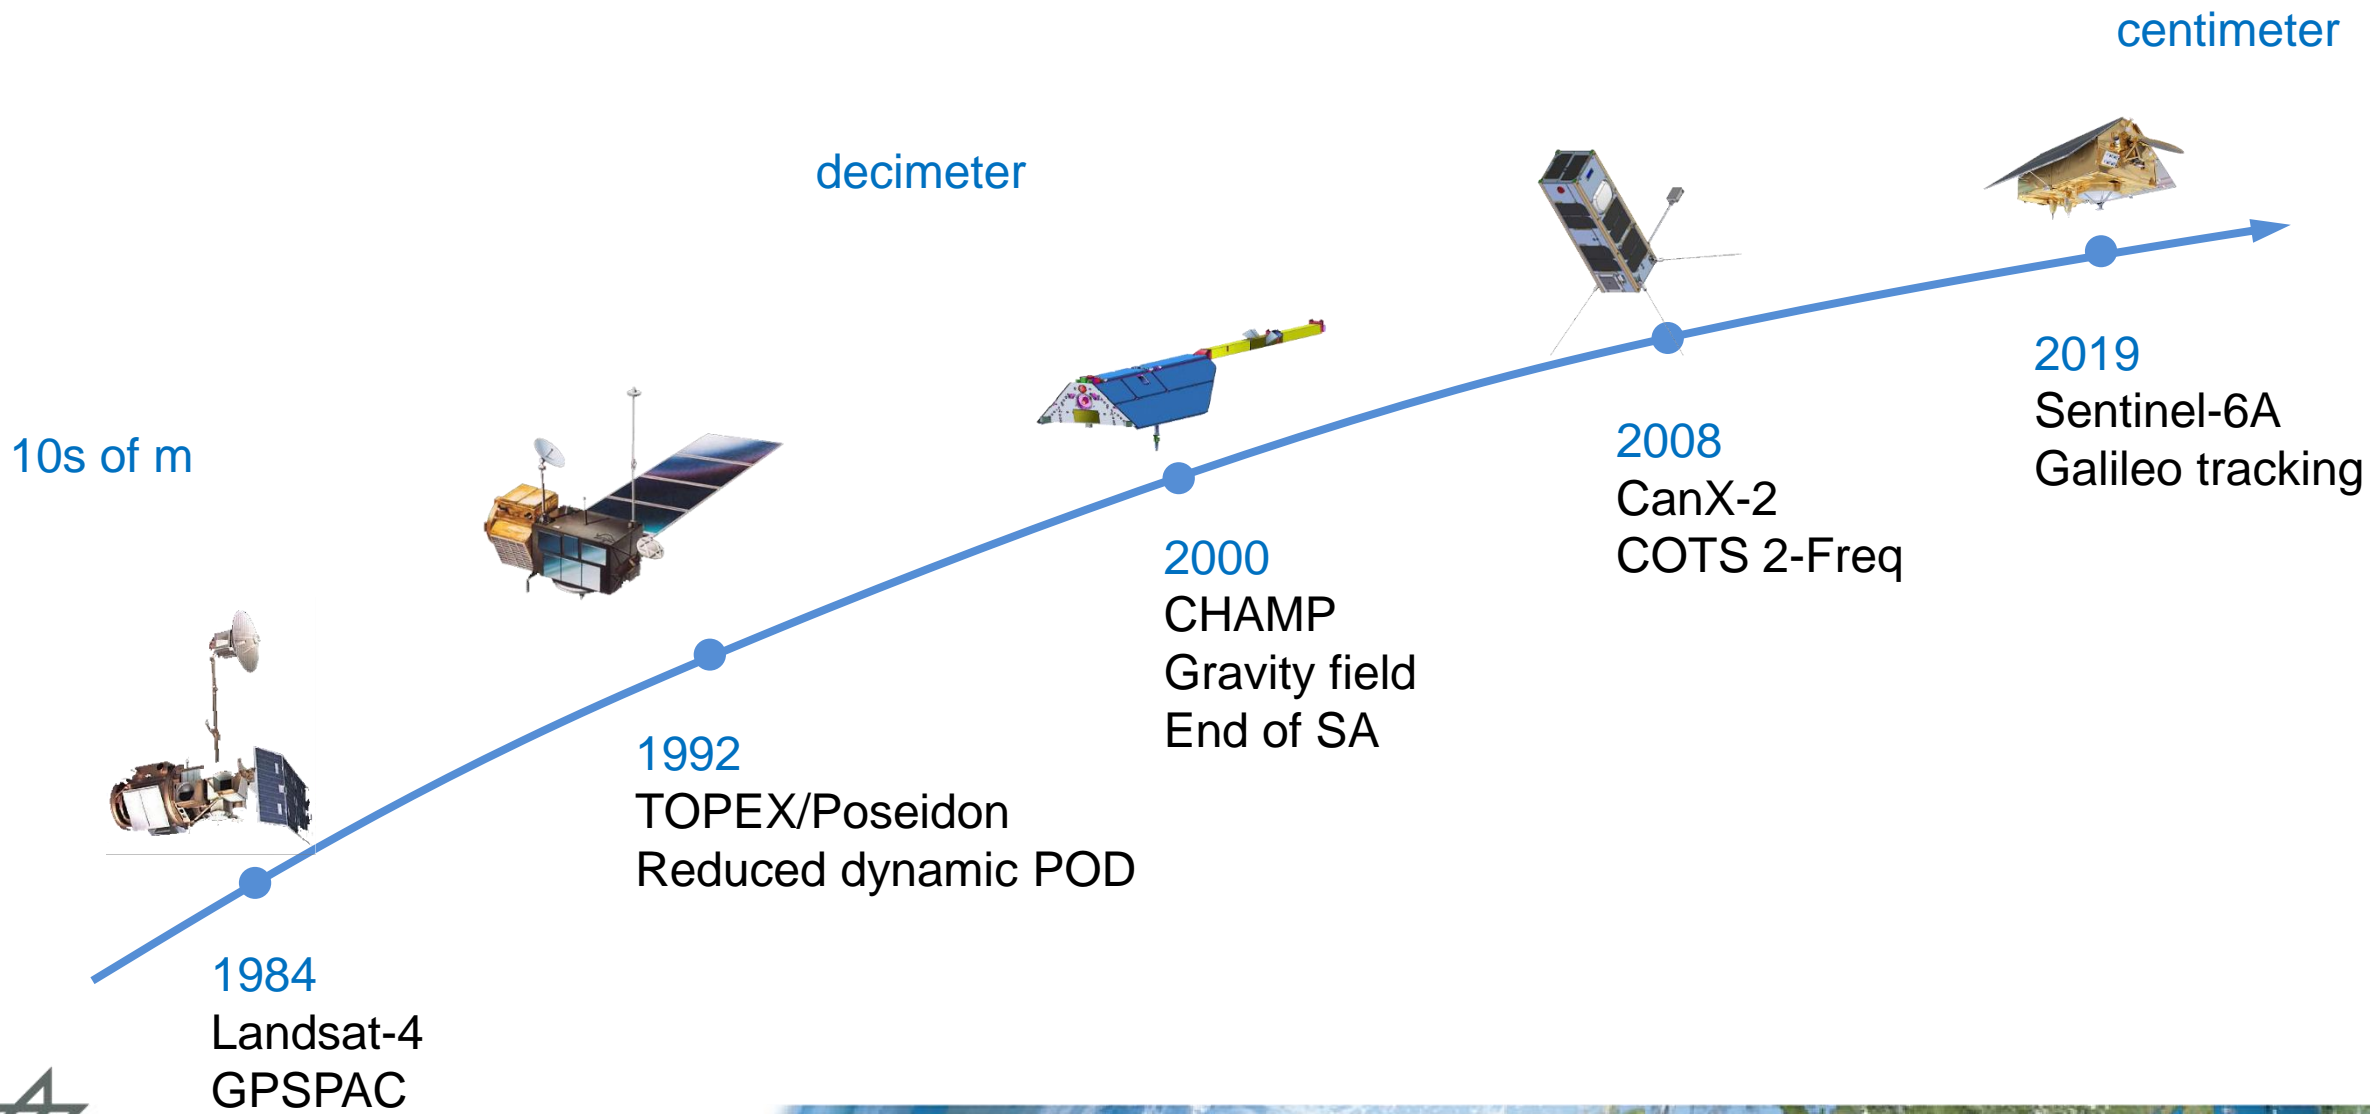 centimeter
decimeter
10s of m
1984
Landsat-4
GPSPAC
1992
TOPEX/Poseidon
Reduced dynamic POD
2000
CHAMP
Gravity field
End of SA
2008
CanX-2
COTS 2-Freq
2019
Sentinel-6A
Galileo tracking